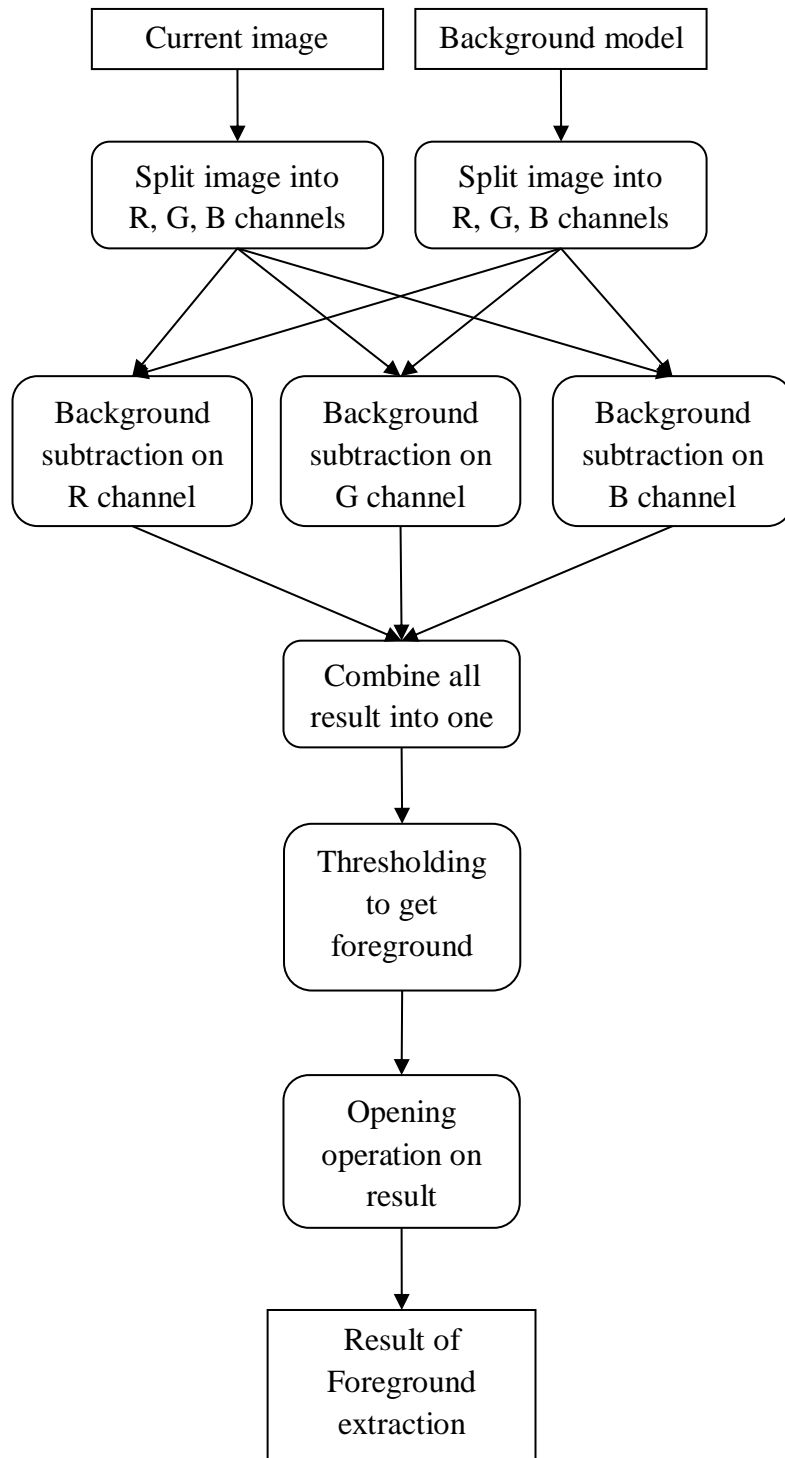 Current image
Background model
Split image into
R, G, B channels
Split image into
R, G, B channels
Background
subtraction on
R channel
Background
subtraction on
G channel
Background
subtraction on
B channel
Combine all
result into one
Thresholding
to get
foreground
Opening
operation on
result
Result of
Foreground
extraction